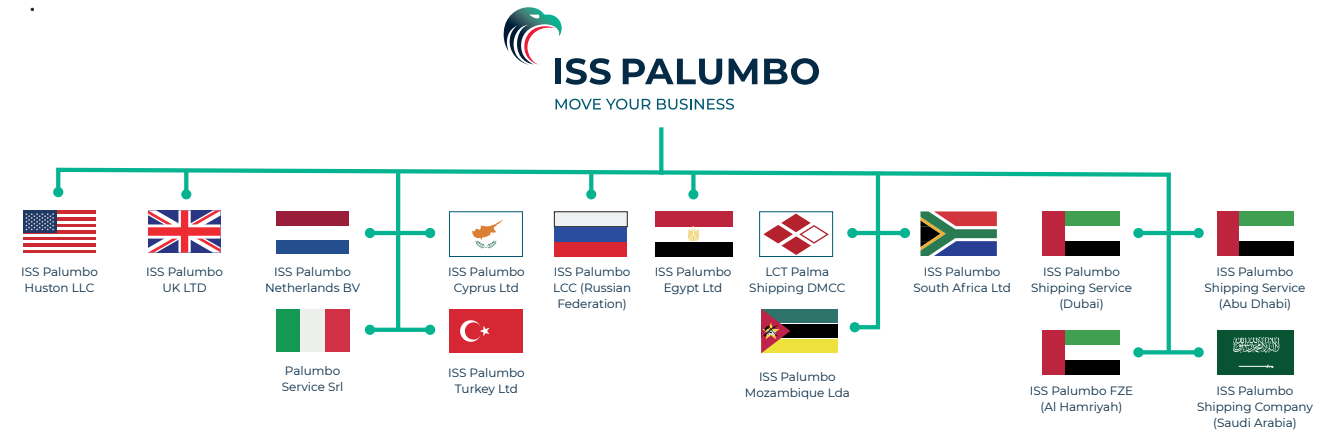 ISS PALUMBO
MOVE YOUR BUSINESS
ISS Palumbo
Huston LLC
ISS Palumbo
UK LTD
ISS Palumbo
Netherlands BV
ISS Palumbo
Cyprus Ltd
ISS Palumbo
LCC (Russian
Federation)
ISS Palumbo
Egypt Ltd
LCT Palma
Shipping DMCC
ISS Palumbo
South Africa Ltd
ISS Palumbo
Shipping Service
(Dubai)
ISS Palumbo
Shipping Service
(Abu Dhabi)
Palumbo
Service Srl
ISS Palumbo
Turkey Ltd
ISS Palumbo
Mozambique Lda
ISS Palumbo FZE
(Al Hamriyah)
ISS Palumbo
Shipping Company
(Saudi Arabia)